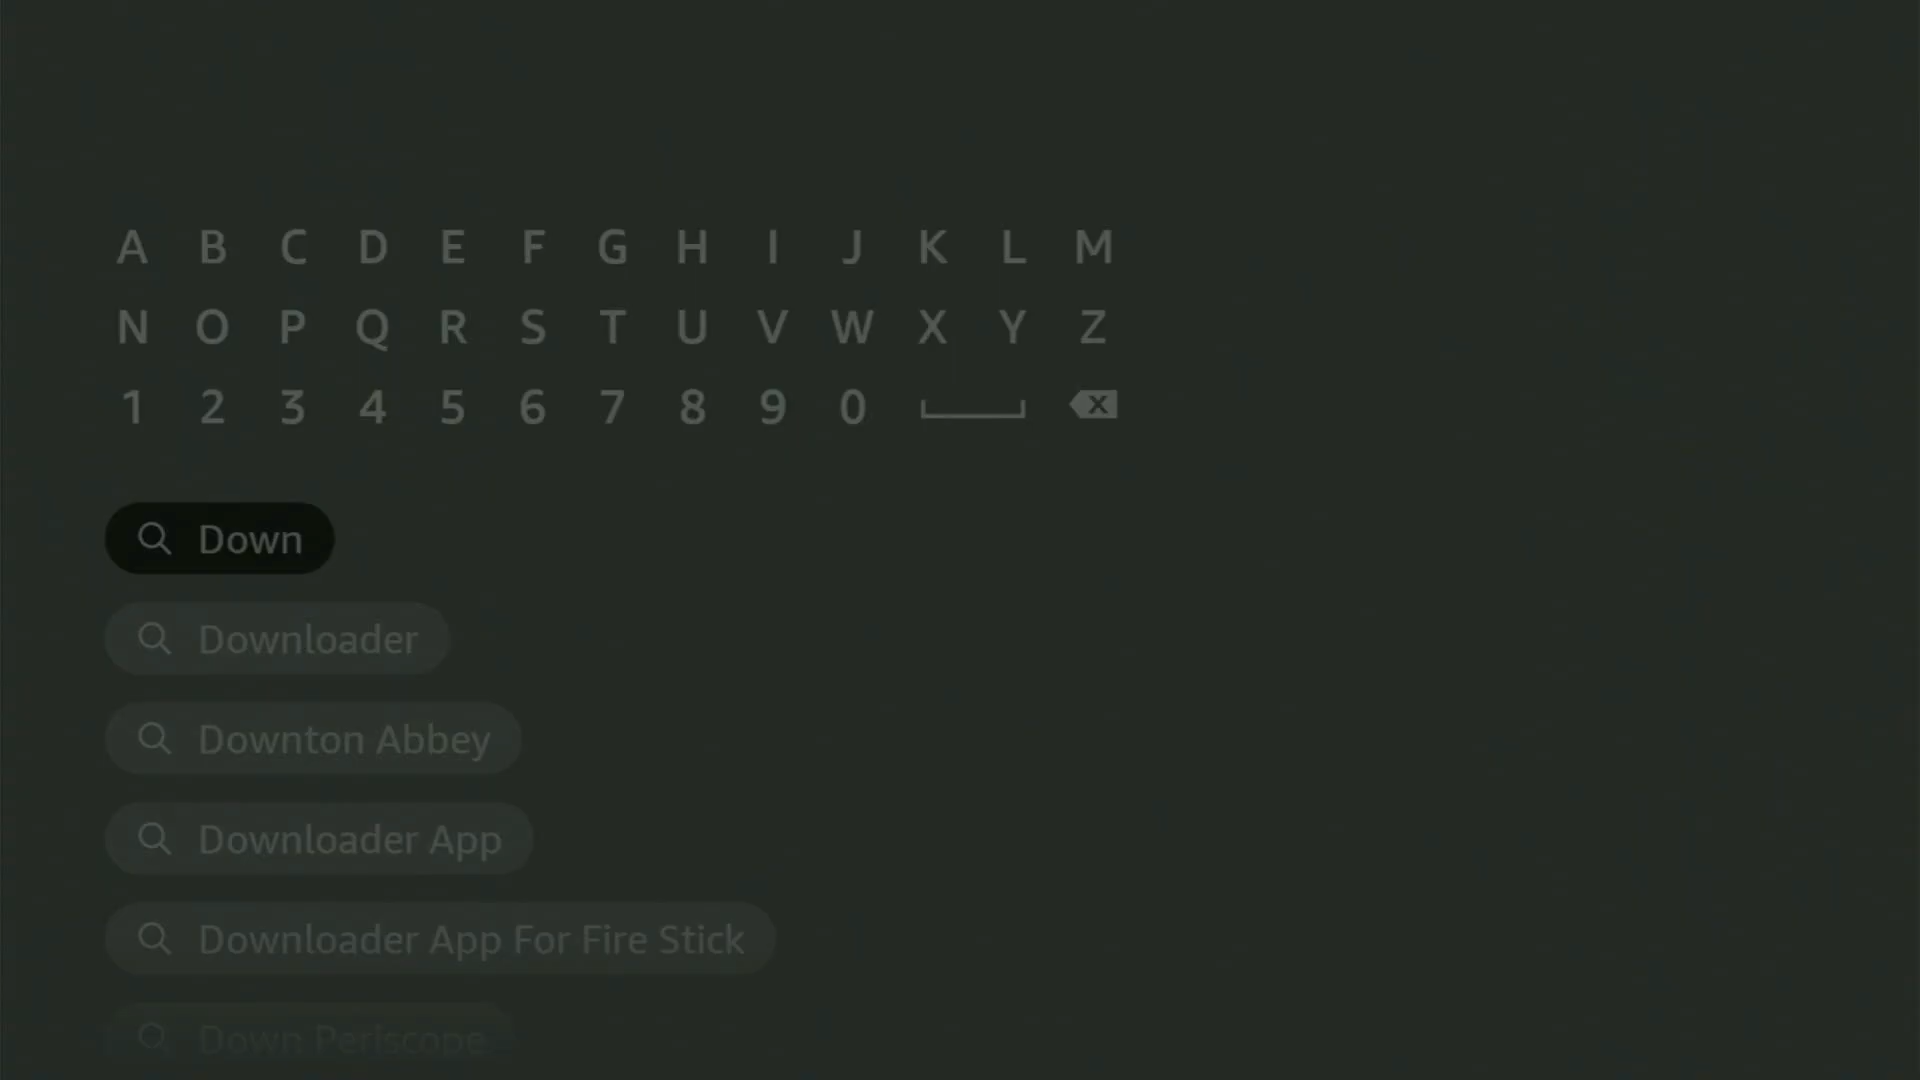 A B C D E F G H I J K L M
N O P Q R S T U V W X Y Z
1 2 3 4 5 6 7 8 9 0
Down
Downloader
Downton Abbey
Downloader App
Downloader App For Fire Stick
Down Periscope